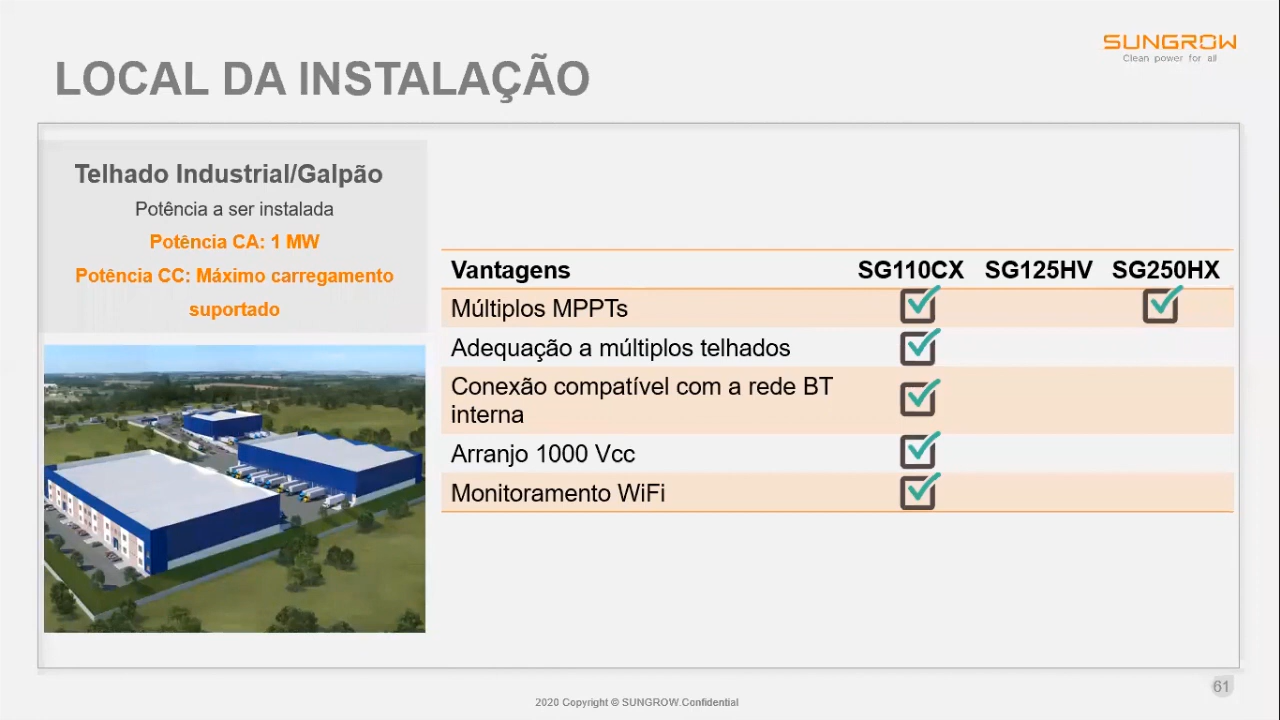 SUNGROW
Clean power for all
LOCAL DA INSTALAÇÃO
Telhado Industrial/Galpão
Potência a ser instalada
Potência CA: 1 MW
Potência CC: Máximo carregamento
suportado
Vantagens SG110CX SG125HV SG250HX
Múltiplos MPPTs
Adequação a múltiplos telhados
Conexão compatível com a rede BT
interna
Arranjo 1000 Vcc
Monitoramento WiFi
61
2020 Copyright © SUNGROW Confidential